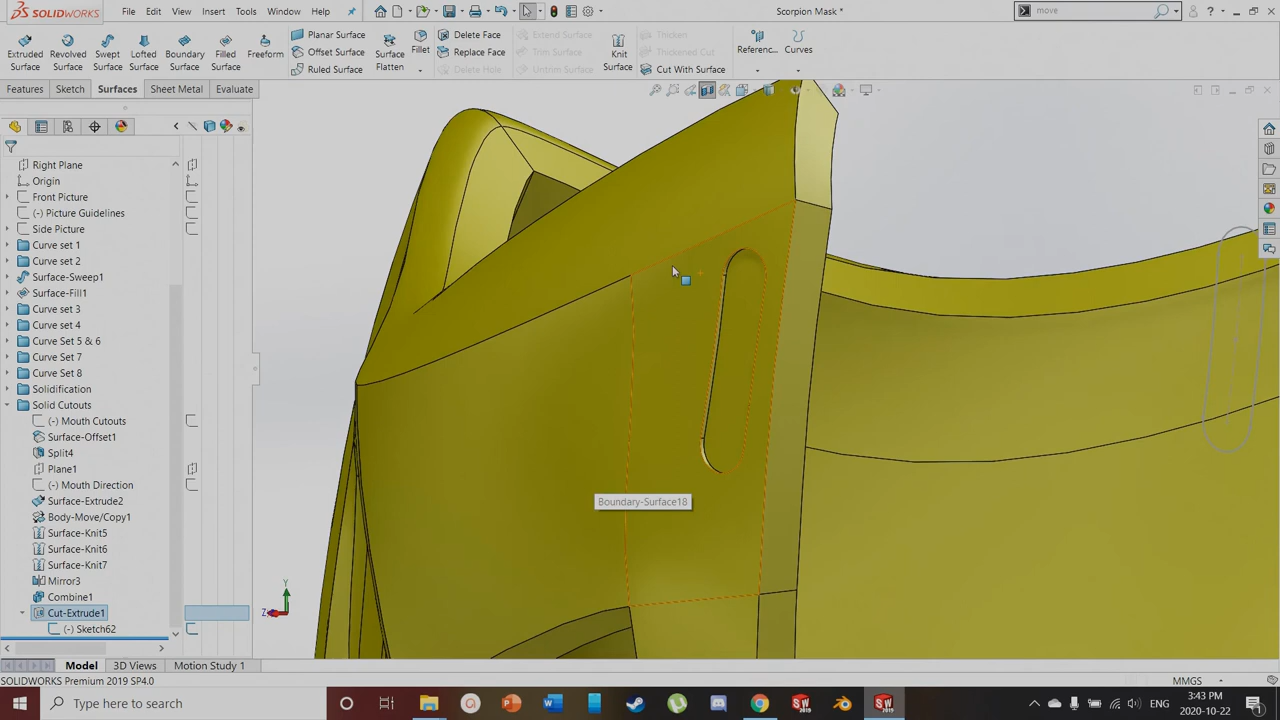 SOLIDWORKS
File Edit View Insert Tools Window Help
Scorpion Mask *
move
Extruded Surface
Revolved Surface
Swept Surface
Lofted Surface
Boundary Surface
Filled Surface
Freeform
Planar Surface
Offset Surface
Ruled Surface
Surface Flatten
Fillet
Delete Face
Replace Face
Delete Hole
Extend Surface
Trim Surface
Untrim Surface
Knit Surface
Thicken
Thickened Cut
Cut With Surface
Referenc...
Curves
Features Sketch Surfaces Sheet Metal Evaluate
Right Plane
Origin
Front Picture
(-) Picture Guidelines
Side Picture
Curve set 1
Curve set 2
Surface-Sweep1
Surface-Fill1
Curve set 3
Curve set 4
Curve Set 5 & 6
Curve Set 7
Curve Set 8
Solidification
Solid Cutouts
(-) Mouth Cutouts
Surface-Offset1
Split4
Plane1
(-) Mouth Direction
Surface-Extrude2
Body-Move/Copy1
Surface-Knit5
Surface-Knit6
Surface-Knit7
Mirror3
Combine1
Cut-Extrude1
(-) Sketch62
Boundary-Surface18
Y
Z
Model 3D Views Motion Study 1
SOLIDWORKS Premium 2019 SP4.0
MMGS
Type here to search
ENG
3:43 PM
2020-10-22